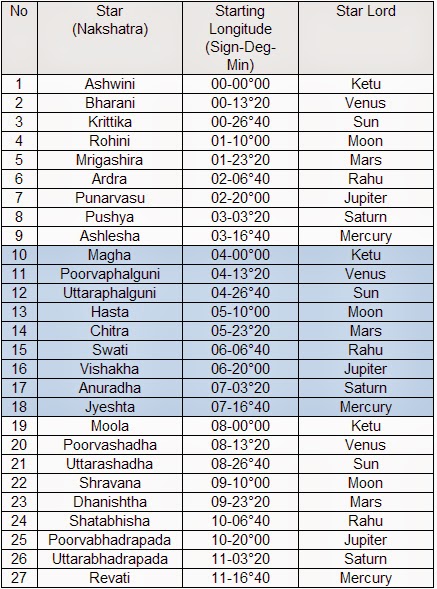 No Star (Nakshatra) Starting Longitude (Sign-Deg-Min) Star Lord
1 Ashwini 00-00°00 Ketu
2 Bharani 00-13°20 Venus
3 Krittika 00-26°40 Sun
4 Rohini 01-10°00 Moon
5 Mrigashira 01-23°20 Mars
6 Ardra 02-06°40 Rahu
7 Punarvasu 02-20°00 Jupiter
8 Pushya 03-03°20 Saturn
9 Ashlesha 03-16°40 Mercury
10 Magha 04-00°00 Ketu
11 Poorvaphalguni 04-13°20 Venus
12 Uttaraphalguni 04-26°40 Sun
13 Hasta 05-10°00 Moon
14 Chitra 05-23°20 Mars
15 Swati 06-06°40 Rahu
16 Vishakha 06-20°00 Jupiter
17 Anuradha 07-03°20 Saturn
18 Jyeshta 07-16°40 Mercury
19 Moola 08-00°00 Ketu
20 Poorvashadha 08-13°20 Venus
21 Uttarashadha 08-26°40 Sun
22 Shravana 09-10°00 Moon
23 Dhanishtha 09-23°20 Mars
24 Shatabhisha 10-06°40 Rahu
25 Poorvabhadrapada 10-20°00 Jupiter
26 Uttarabhadrapada 11-03°20 Saturn
27 Revati 11-16°40 Mercury